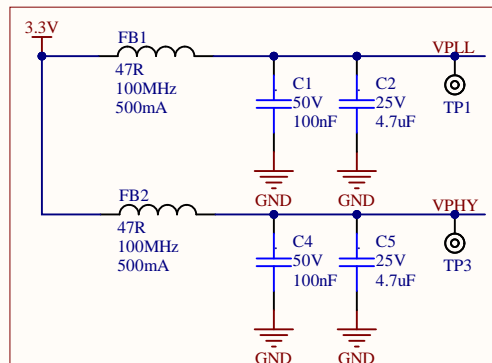 3.3V
FB1
47R
100MHz
500mA
C1
50V
100nF
C2
25V
4.7uF
VPLL
TP1
GND
GND
FB2
47R
100MHz
500mA
C4
50V
100nF
C5
25V
4.7uF
VPHY
TP3
GND
GND